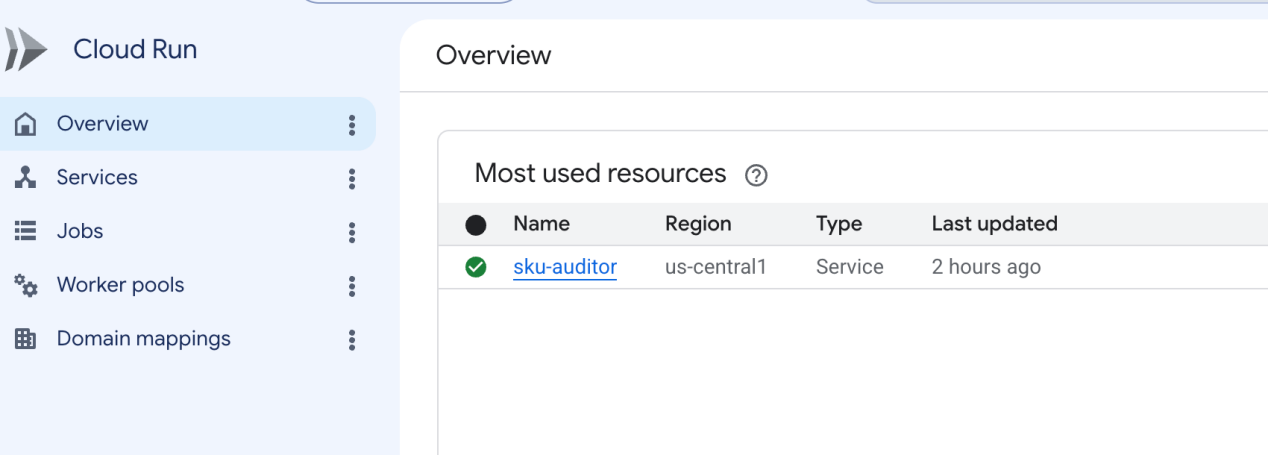 Cloud Run
Overview
Services
Jobs
Worker pools
Domain mappings
Overview
Most used resources
Name Region Type Last updated
sku-auditor us-central1 Service 2 hours ago